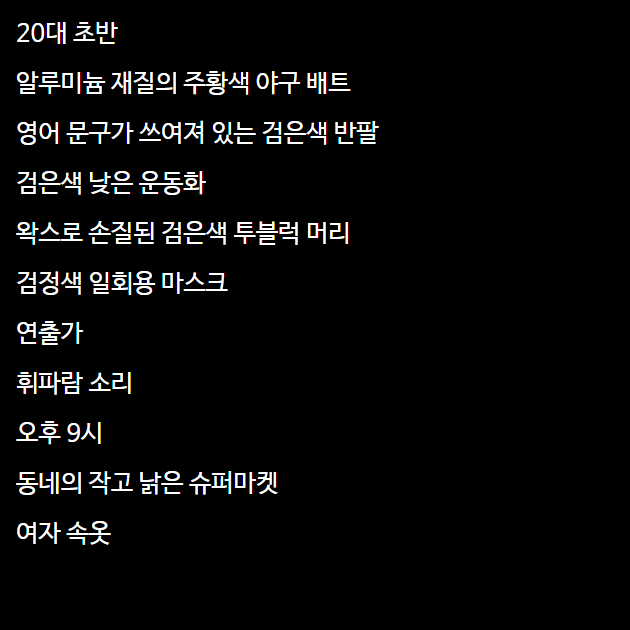 20대 초반
알루미늄 재질의 주황색 야구 배트
영어 문구가 쓰여져 있는 검은색 반팔
검은색 낮은 운동화
왁스로 손질된 검은색 투블럭 머리
검정색 일회용 마스크
연출가
휘파람 소리
오후 9시
동네의 작고 낡은 슈퍼마켓
여자 속옷